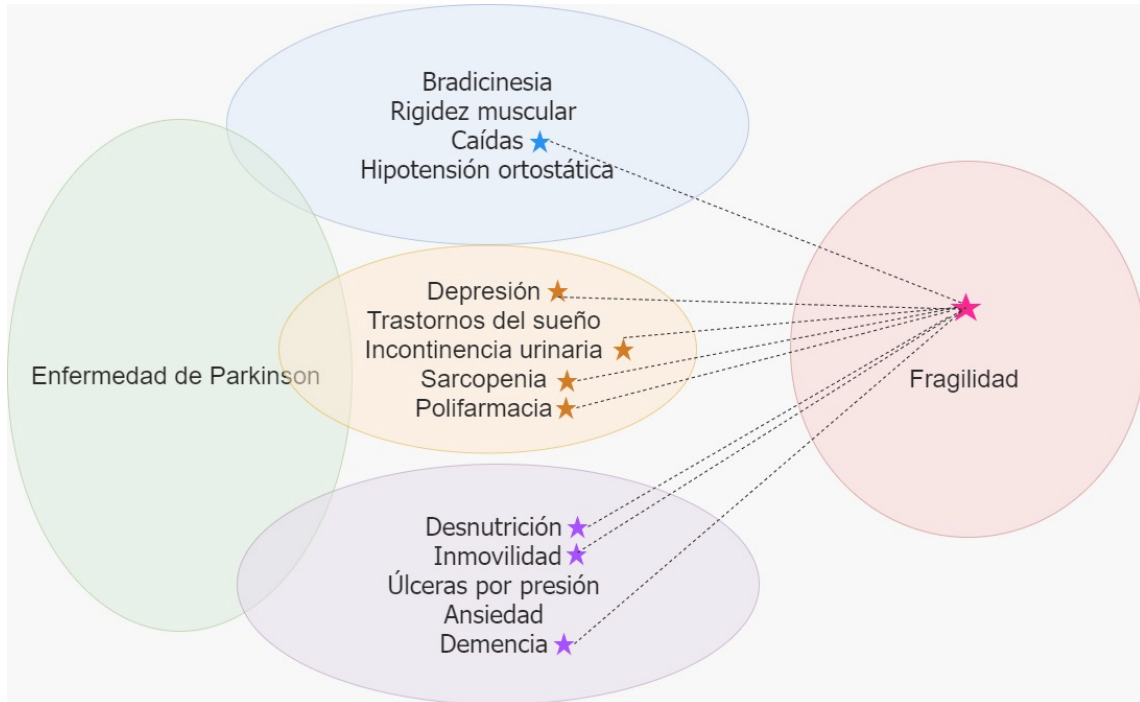 Bradicinesia
Rigidez muscular
Caídas
Hipotensión ortostática
Depresión
Trastornos del sueño
Incontinencia urinaria
Enfermedad de Parkinson
Sarcopenia
Fragilidad
Polifarmacia
Desnutrición
Inmovilidad
Úlceras por presión
Ansiedad
Demencia